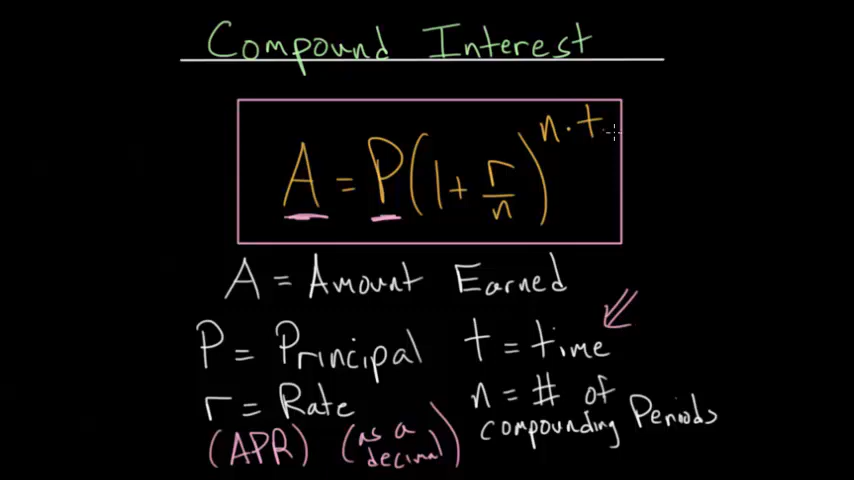 Compound Interest
A = P(1 + r/n)^n·t
A = Amount Earned
P = Principal t = time
r = Rate n = # of
(APR) (as a decimal) compounding Periods